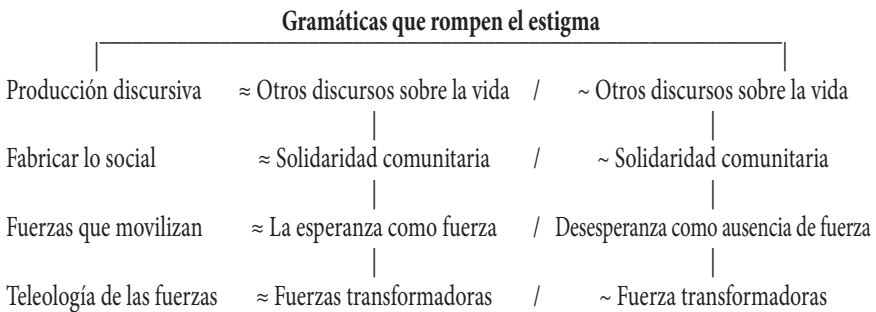 Gramáticas que rompen el estigma
Producción discursiva ≈ Otros discursos sobre la vida / ~ Otros discursos sobre la vida
Fabricar lo social ≈ Solidaridad comunitaria / ~ Solidaridad comunitaria
Fuerzas que movilizan ≈ La esperanza como fuerza / Desesperanza como ausencia de fuerza
Teleología de las fuerzas ≈ Fuerzas transformadoras / ~ Fuerza transformadoras